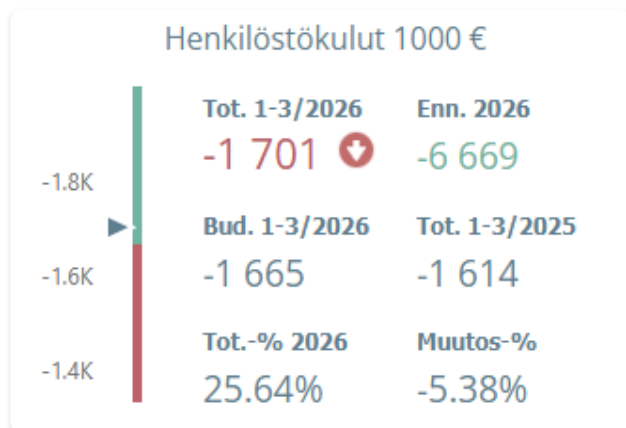 Henkilöstökulut 1000 €
Tot. 1-3/2026 Enn. 2026
-1 701 -6 669
-1.8K
Bud. 1-3/2026 Tot. 1-3/2025
-1.6K -1 665 -1 614
Tot.-% 2026 Muutos-%
-1.4K 25.64% -5.38%